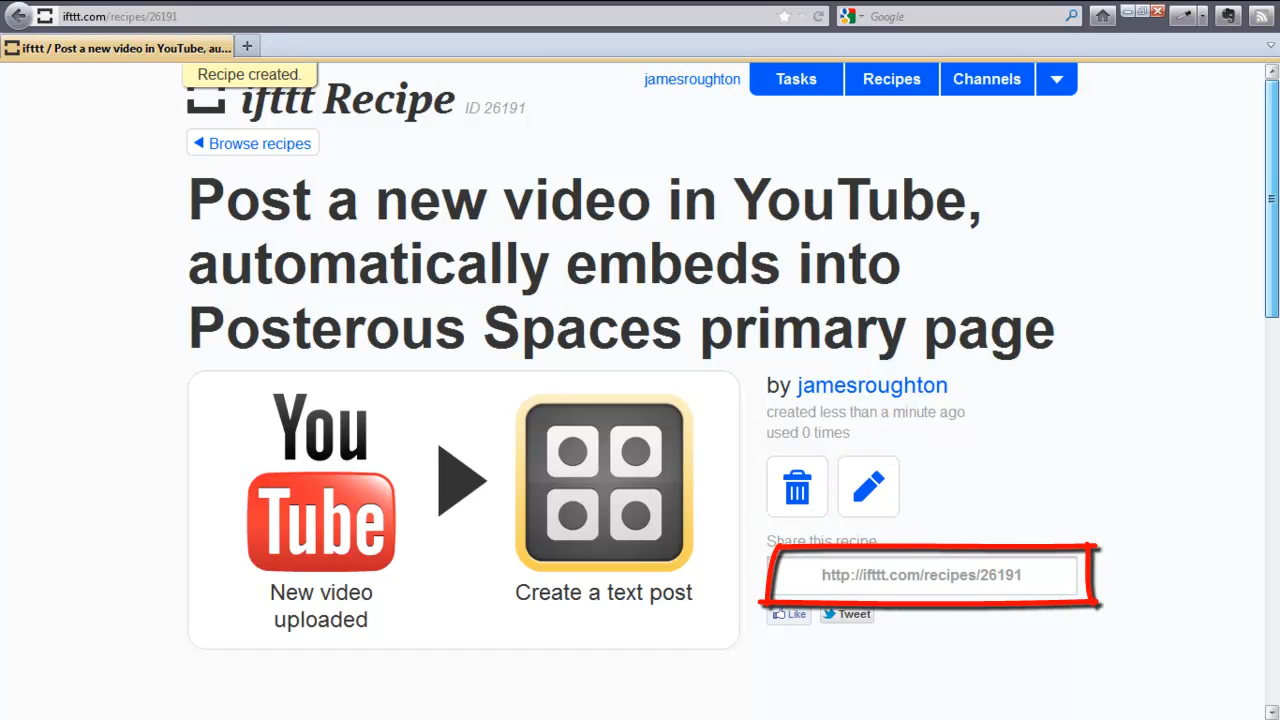 ifttt.com/recipes/26191
Google
ifttt / Post a new video in YouTube, au...
Recipe created.
jamesroughton
Tasks
Recipes
Channels
ifttt Recipe ID 26191
Browse recipes
Post a new video in YouTube,
automatically embeds into
Posterous Spaces primary page
You
Tube
New video
uploaded
Create a text post
by jamesroughton
created less than a minute ago
used 0 times
Share this recipe
http://ifttt.com/recipes/26191
Like
Tweet